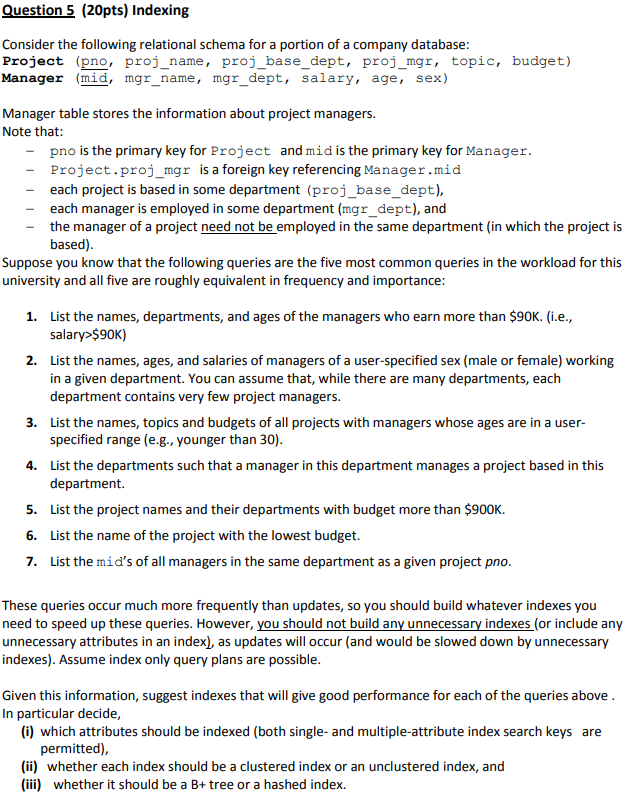 Question 5 (20pts) Indexing
Consider the following relational schema for a portion of a company database:
Project (pno, proj_name, proj_base_dept, proj_mgr, topic, budget)
Manager (mid, mgr_name, mgr_dept, salary, age, sex)
Manager table stores the information about project managers.
Note that:
– pno is the primary key for Project and mid is the primary key for Manager.
– Project.proj_mgr is a foreign key referencing Manager.mid
– each project is based in some department (proj_base_dept),
– each manager is employed in some department (mgr_dept), and
– the manager of a project need not be employed in the same department (in which the project is
based).
Suppose you know that the following queries are the five most common queries in the workload for this
university and all five are roughly equivalent in frequency and importance:
1. List the names, departments, and ages of the managers who earn more than $90K. (i.e.,
salary>$90K)
2. List the names, ages, and salaries of managers of a user-specified sex (male or female) working
in a given department. You can assume that, while there are many departments, each
department contains very few project managers.
3. List the names, topics and budgets of all projects with managers whose ages are in a user-
specified range (e.g., younger than 30).
4. List the departments such that a manager in this department manages a project based in this
department.
5. List the project names and their departments with budget more than $900K.
6. List the name of the project with the lowest budget.
7. List the mid's of all managers in the same department as a given project pno.
These queries occur much more frequently than updates, so you should build whatever indexes you
need to speed up these queries. However, you should not build any unnecessary indexes (or include any
unnecessary attributes in an index), as updates will occur (and would be slowed down by unnecessary
indexes). Assume index only query plans are possible.
Given this information, suggest indexes that will give good performance for each of the queries above .
In particular decide,
(i) which attributes should be indexed (both single- and multiple-attribute index search keys are
permitted),
(ii) whether each index should be a clustered index or an unclustered index, and
(iii) whether it should be a B+ tree or a hashed index.